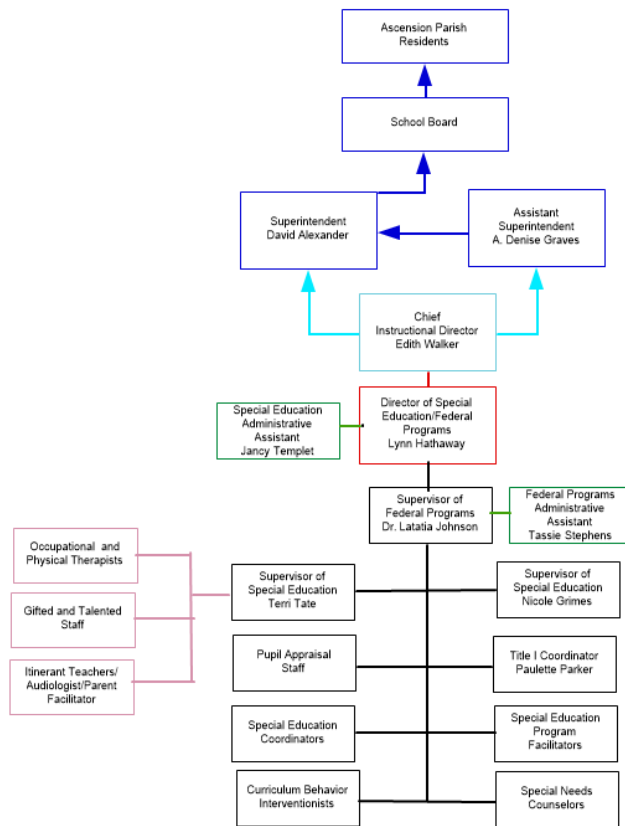 Ascension Parish
Residents
School Board
Superintendent
David Alexander
Assistant
Superintendent
A. Denise Graves
Chief
Instructional Director
Edith Walker
Special Education
Administrative
Assistant
Jancy Templet
Director of Special
Education/Federal
Programs
Lynn Hathaway
Supervisor of
Federal Programs
Dr. Latatia Johnson
Federal Programs
Administrative
Assistant
Tassie Stephens
Occupational and
Physical Therapists
Gifted and Talented
Staff
Itinerant Teachers/
Audiologist/Parent
Facilitator
Supervisor of
Special Education
Terri Tate
Supervisor of
Special Education
Nicole Grimes
Pupil Appraisal
Staff
Title I Coordinator
Paulette Parker
Special Education
Coordinators
Special Education
Program
Facilitators
Curriculum Behavior
Interventionists
Special Needs
Counselors